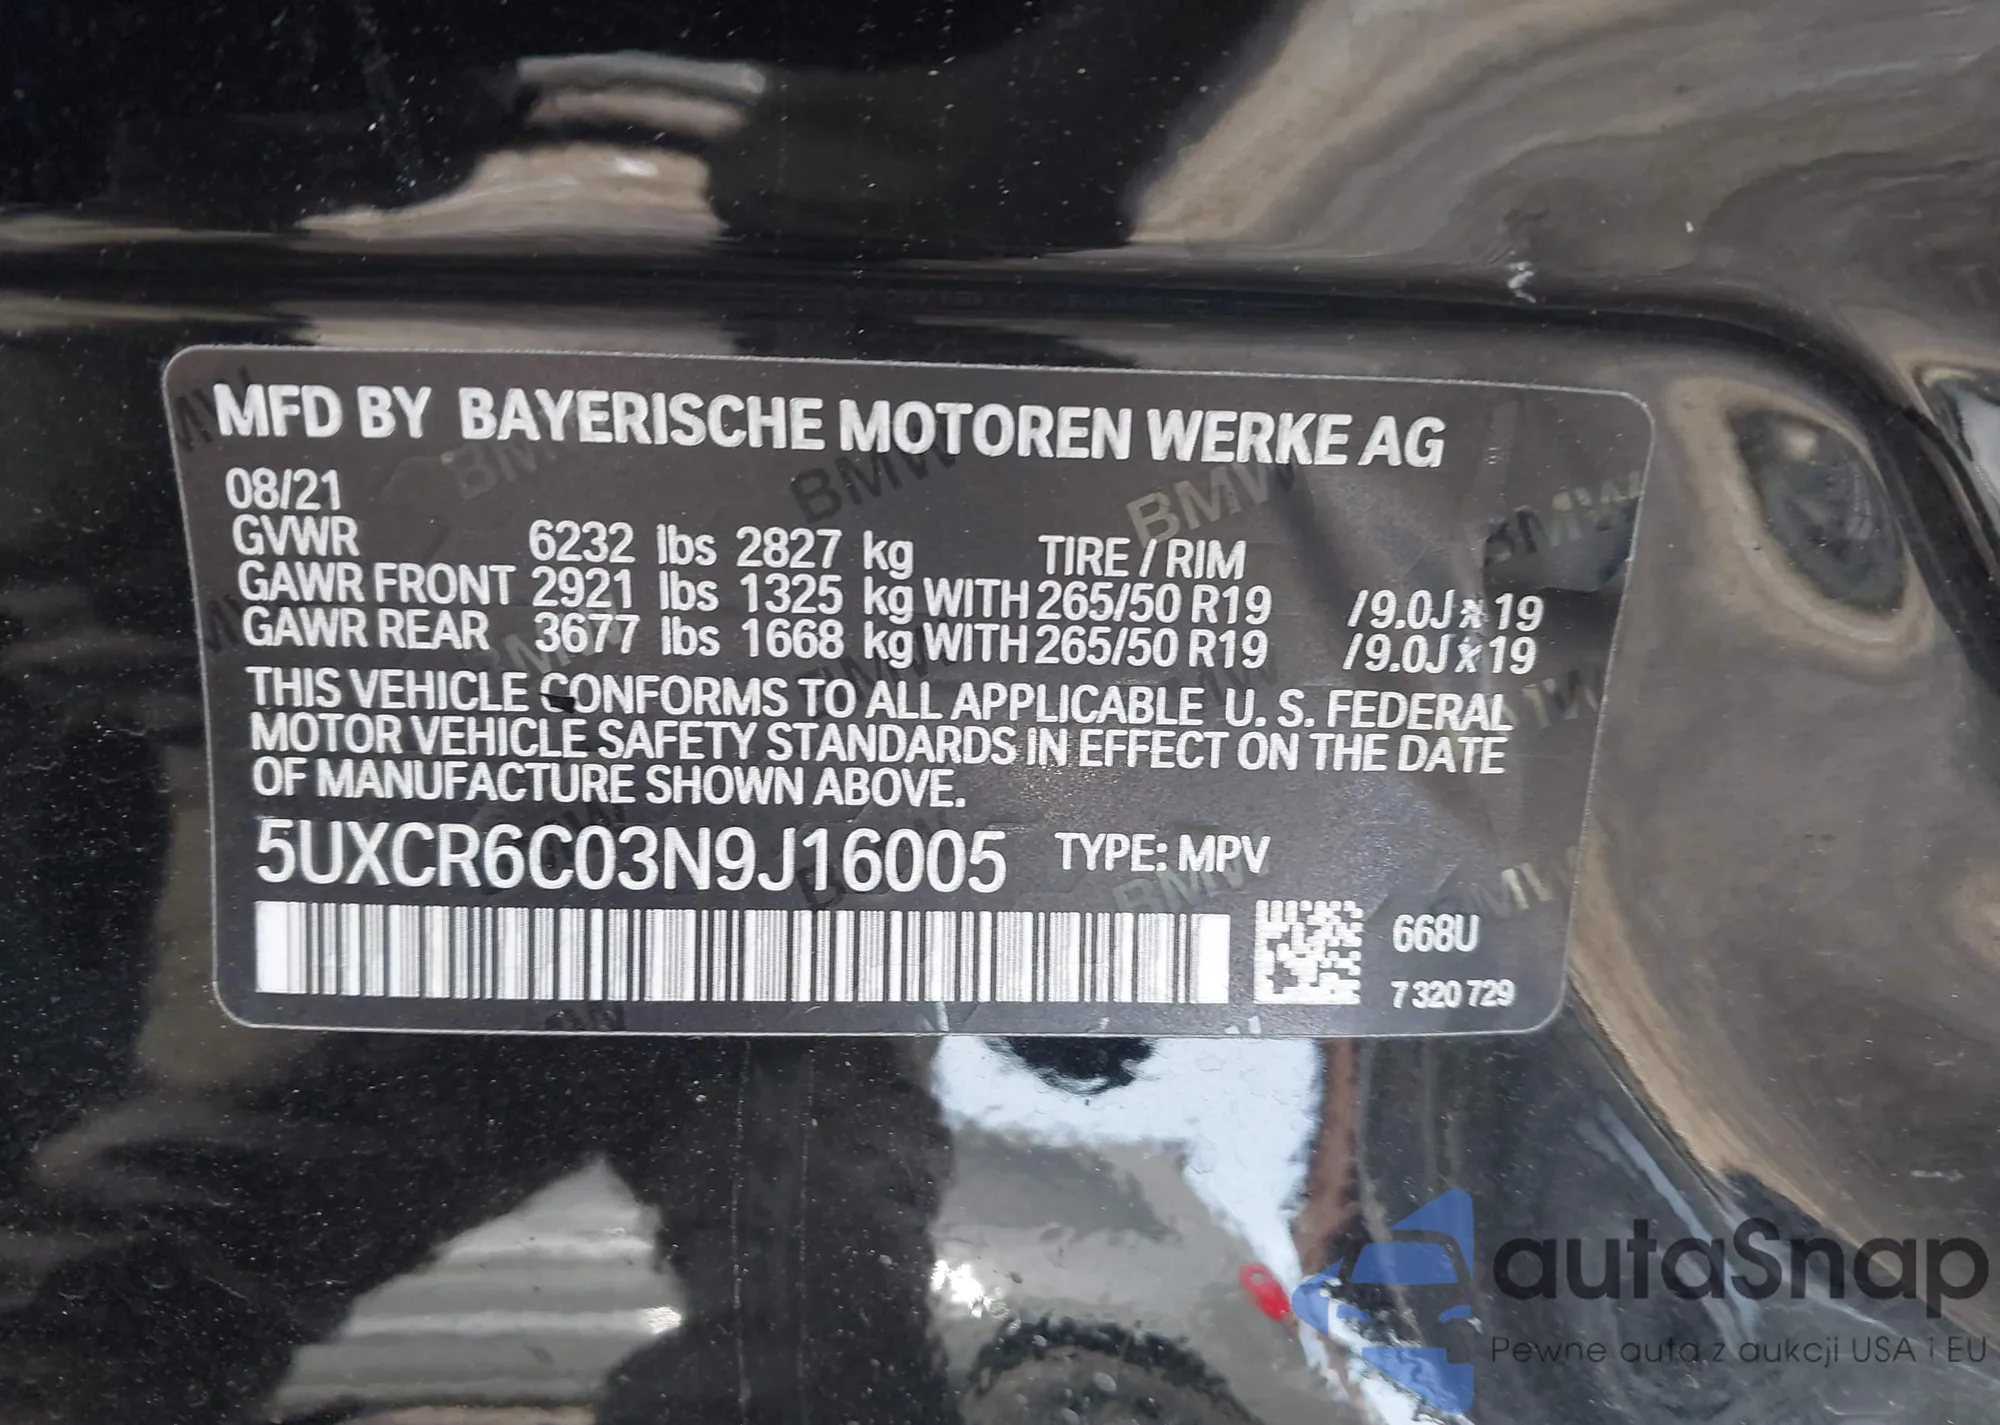 MFD BY BAYERISCHE MOTOREN WERKE AG
08/21
GVWR 6232 lbs 2827 kg TIRE / RIM
GAWR FRONT 2921 lbs 1325 kg WITH 265/50 R19 /9.0J x 19
GAWR REAR 3677 lbs 1668 kg WITH 265/50 R19 /9.0J x 19
THIS VEHICLE CONFORMS TO ALL APPLICABLE U. S. FEDERAL
MOTOR VEHICLE SAFETY STANDARDS IN EFFECT ON THE DATE
OF MANUFACTURE SHOWN ABOVE.
5UXCR6C03N9J16005 TYPE: MPV
668U
7 320 729
autaSnap
Pewne auta z aukcji USA i EU